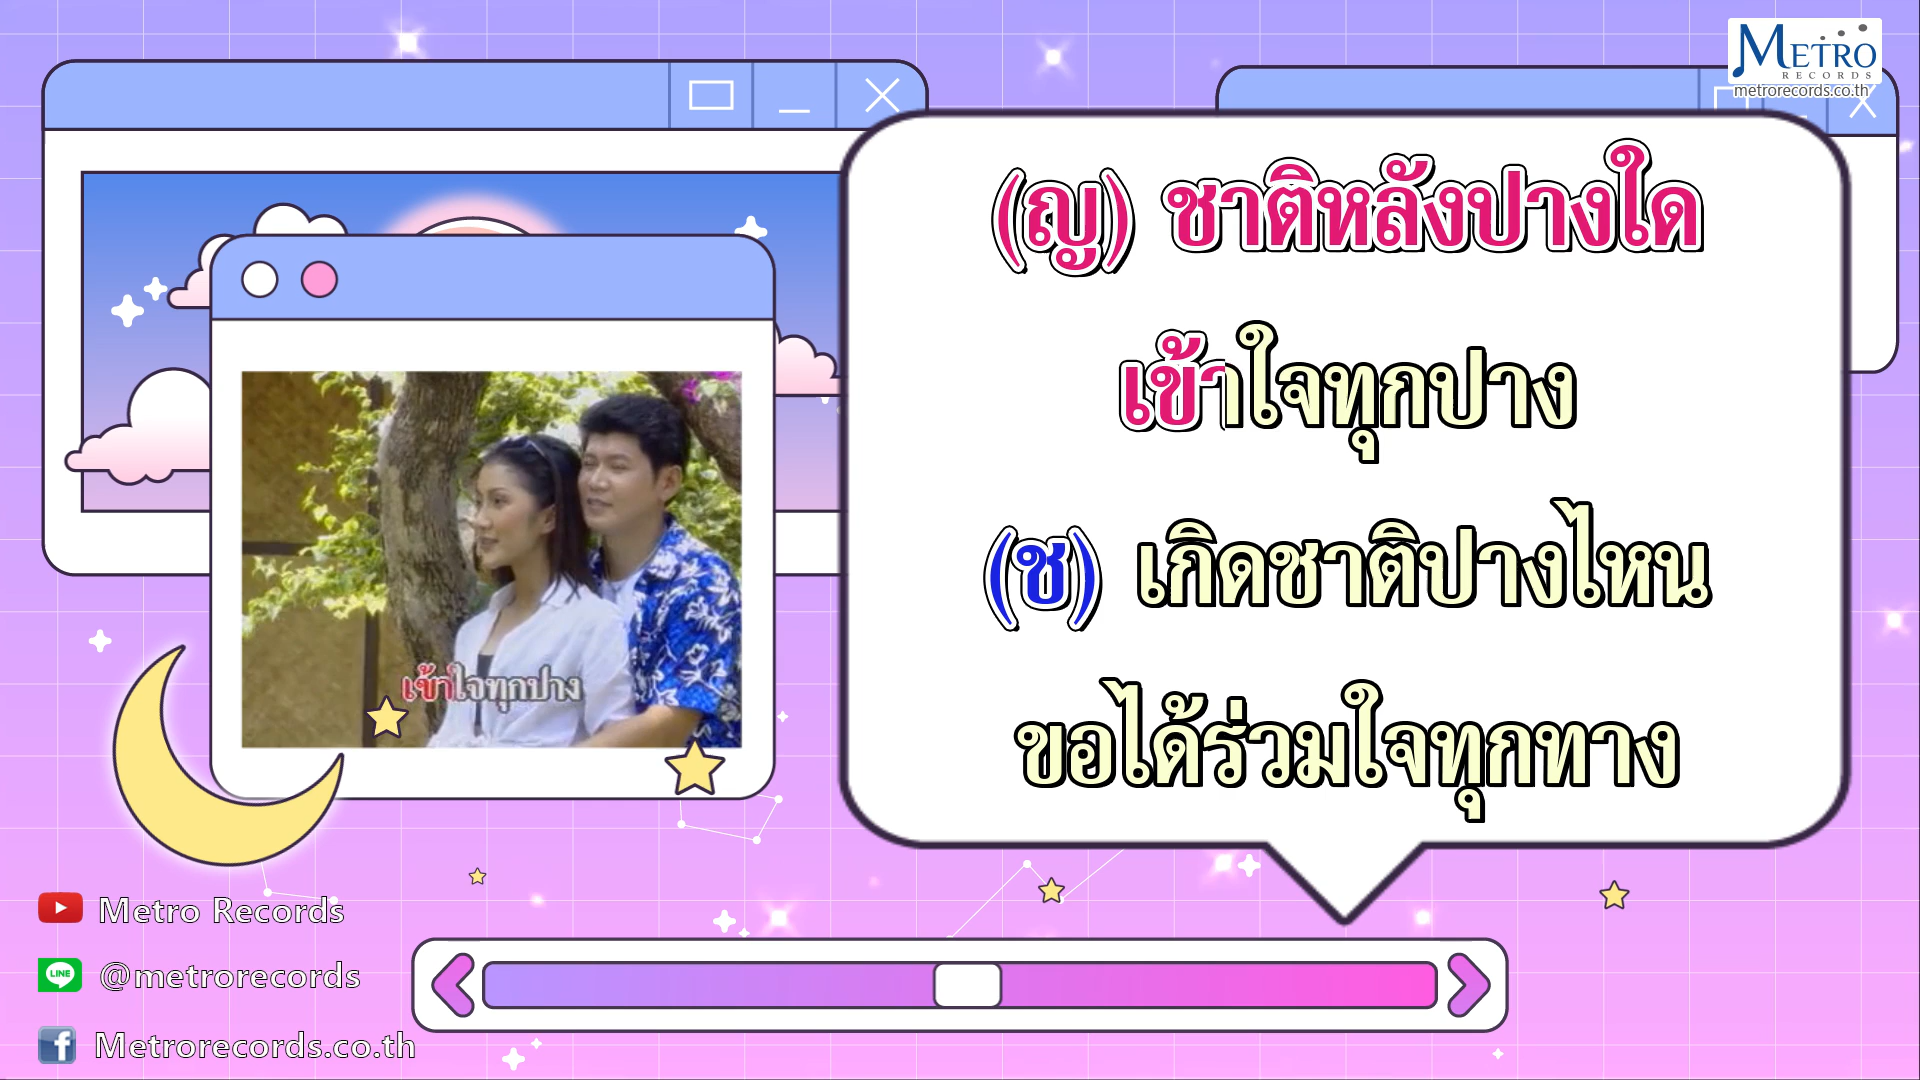 METRO
RECORDS
metrorecords.co.th
(ญ) ชาติหลังปางใด
เข้าใจทุกปาง
(ช) เกิดชาติปางไหน
ขอได้ร่วมใจทุกทาง
เข้าใจทุกปาง
Metro Records
LINE @metrorecords
f Metrorecords.co.th